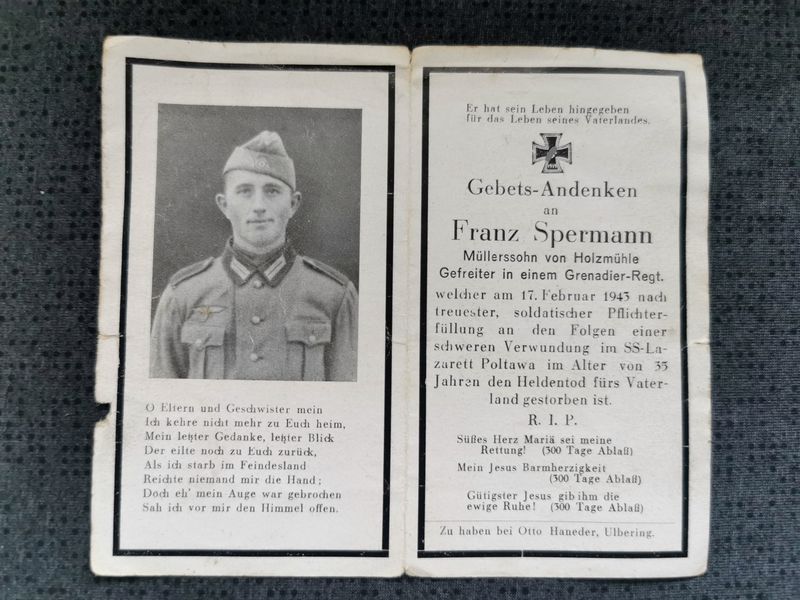 O Eltern und Geschwister mein
Ich kehre nicht mehr zu Euch heim,
Mein letzter Gedanke, letzter Blick
Der eilte noch zu Euch zurück,
Als ich starb im Feindesland
Reichte niemand mir die Hand;
Doch eh' mein Auge war gebrochen
Sah ich vor mir den Himmel offen.
Er hat sein Leben hingegeben
für das Leben seines Vaterlandes.
Gebets-Andenken
an
Franz Spermann
Müllerssohn von Holzmühle
Gefreiter in einem Grenadier-Regt.
welcher am 17. Februar 1943 nach
treuester, soldatischer Pflichter-
füllung an den Folgen einer
schweren Verwundung im SS-La-
zarett Poltawa im Alter von 35
Jahren den Heldentod fürs Vater-
land gestorben ist.
R. I. P.
Süßes Herz Mariä sei meine
Rettung! (300 Tage Ablaß)
Mein Jesus Barmherzigkeit
(300 Tage Ablaß)
Gütigster Jesus gib ihm die
ewige Ruhe! (300 Tage Ablaß)
Zu haben bei Otto Haneder, Ulbering.